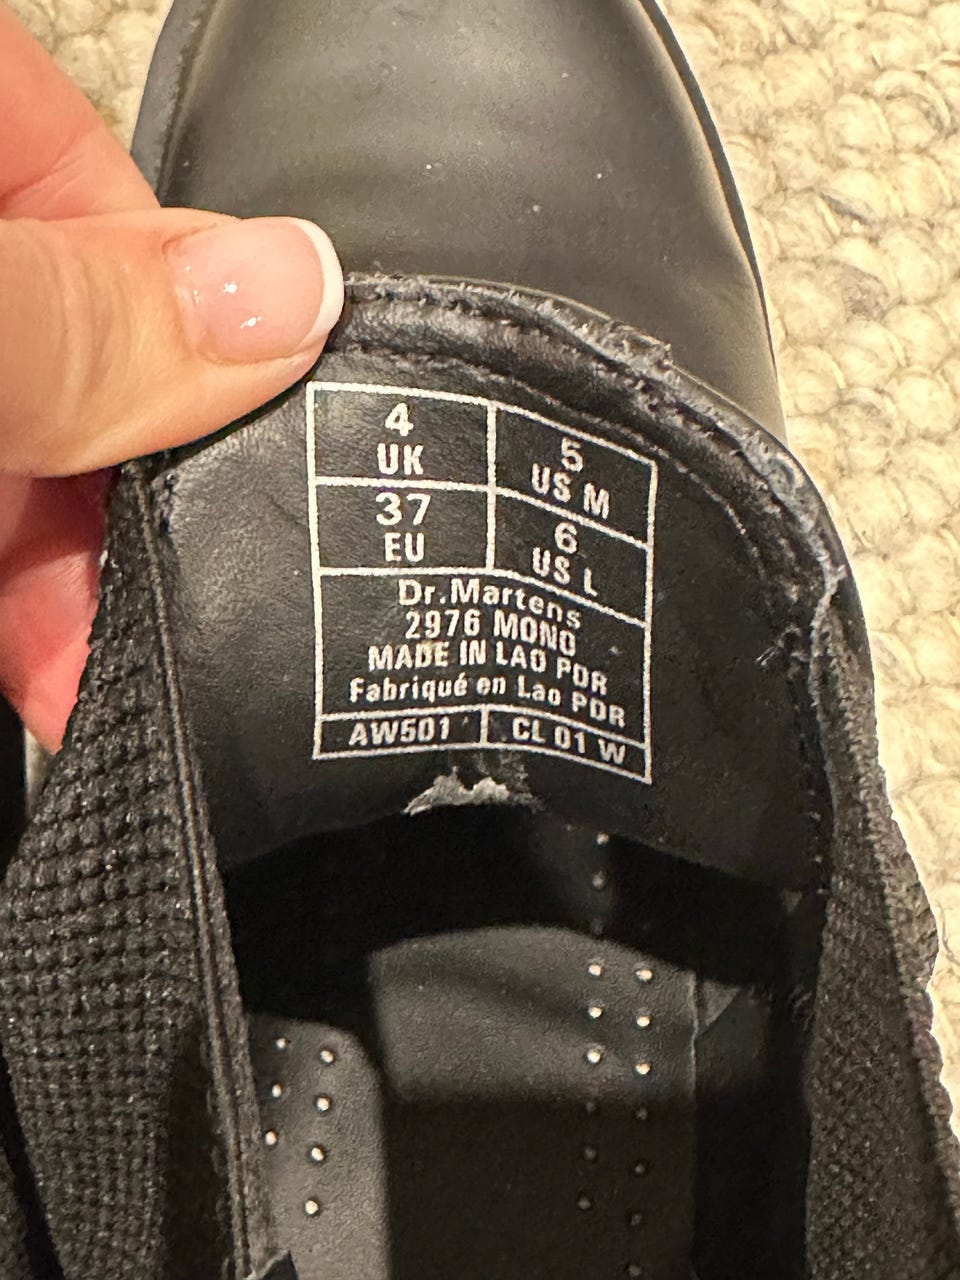 4
UK
5
US M
37
EU
6
US L
Dr.Martens
2976 MONO
MADE IN LAO PDR
Fabriqué en Lao PDR
AW501
CL 01 W